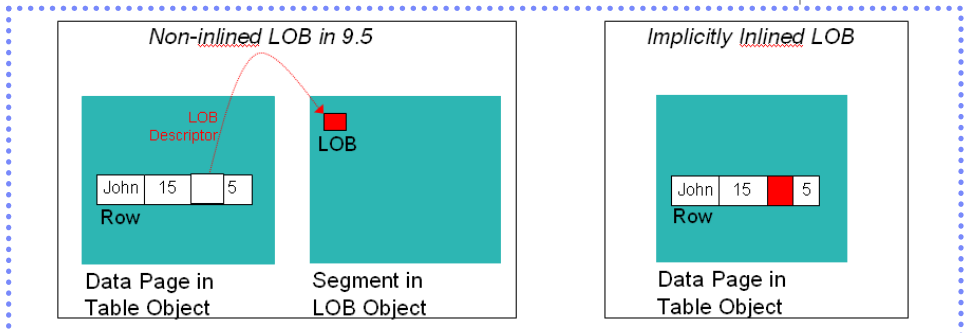 Non-inlined LOB in 9.5
LOB
Descriptor
LOB
John 15 5
Row
Data Page in
Table Object
Segment in
LOB Object
Implicitly Inlined LOB
John 15 5
Row
Data Page in
Table Object